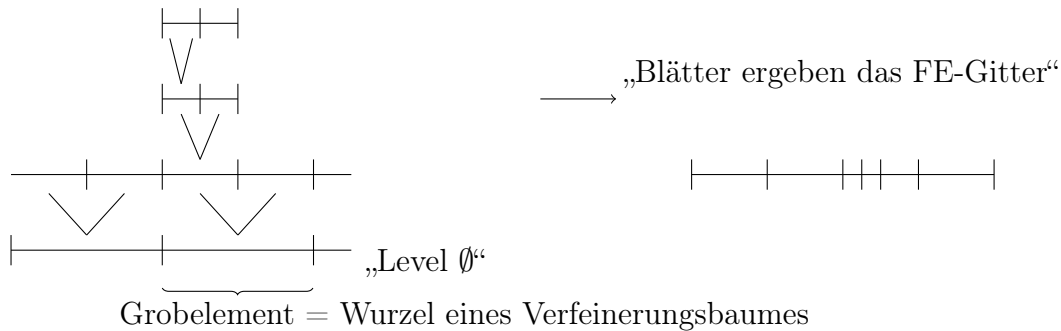 „Blätter ergeben das FE-Gitter“
„Level ∅“
Grobelement = Wurzel eines Verfeinerungsbaumes